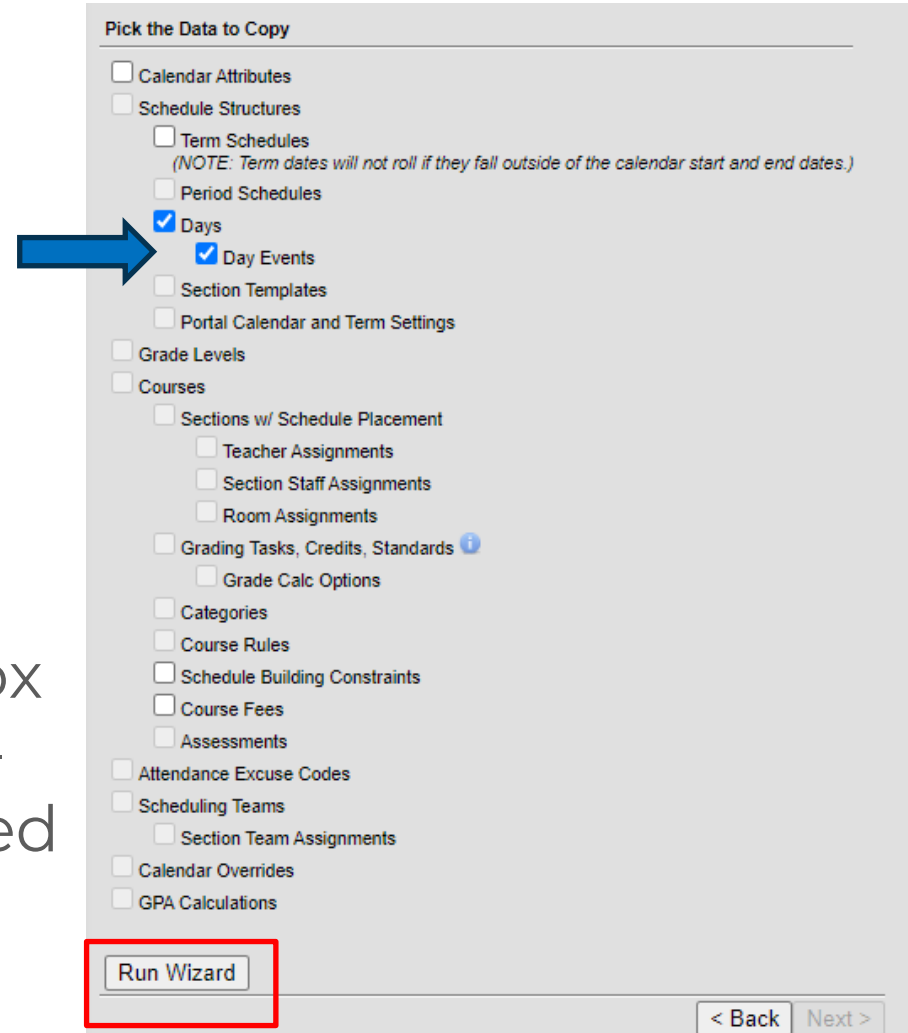 Pick the Data to Copy
Calendar Attributes
Schedule Structures
Term Schedules
(NOTE: Term dates will not roll if they fall outside of the calendar start and end dates.)
Period Schedules
Days
Day Events
Section Templates
Portal Calendar and Term Settings
Grade Levels
Courses
Sections w/ Schedule Placement
Teacher Assignments
Section Staff Assignments
Room Assignments
Grading Tasks, Credits, Standards
Grade Calc Options
Categories
Course Rules
Schedule Building Constraints
Course Fees
Assessments
Attendance Excuse Codes
Scheduling Teams
Section Team Assignments
Calendar Overrides
GPA Calculations
Run Wizard
< Back Next >